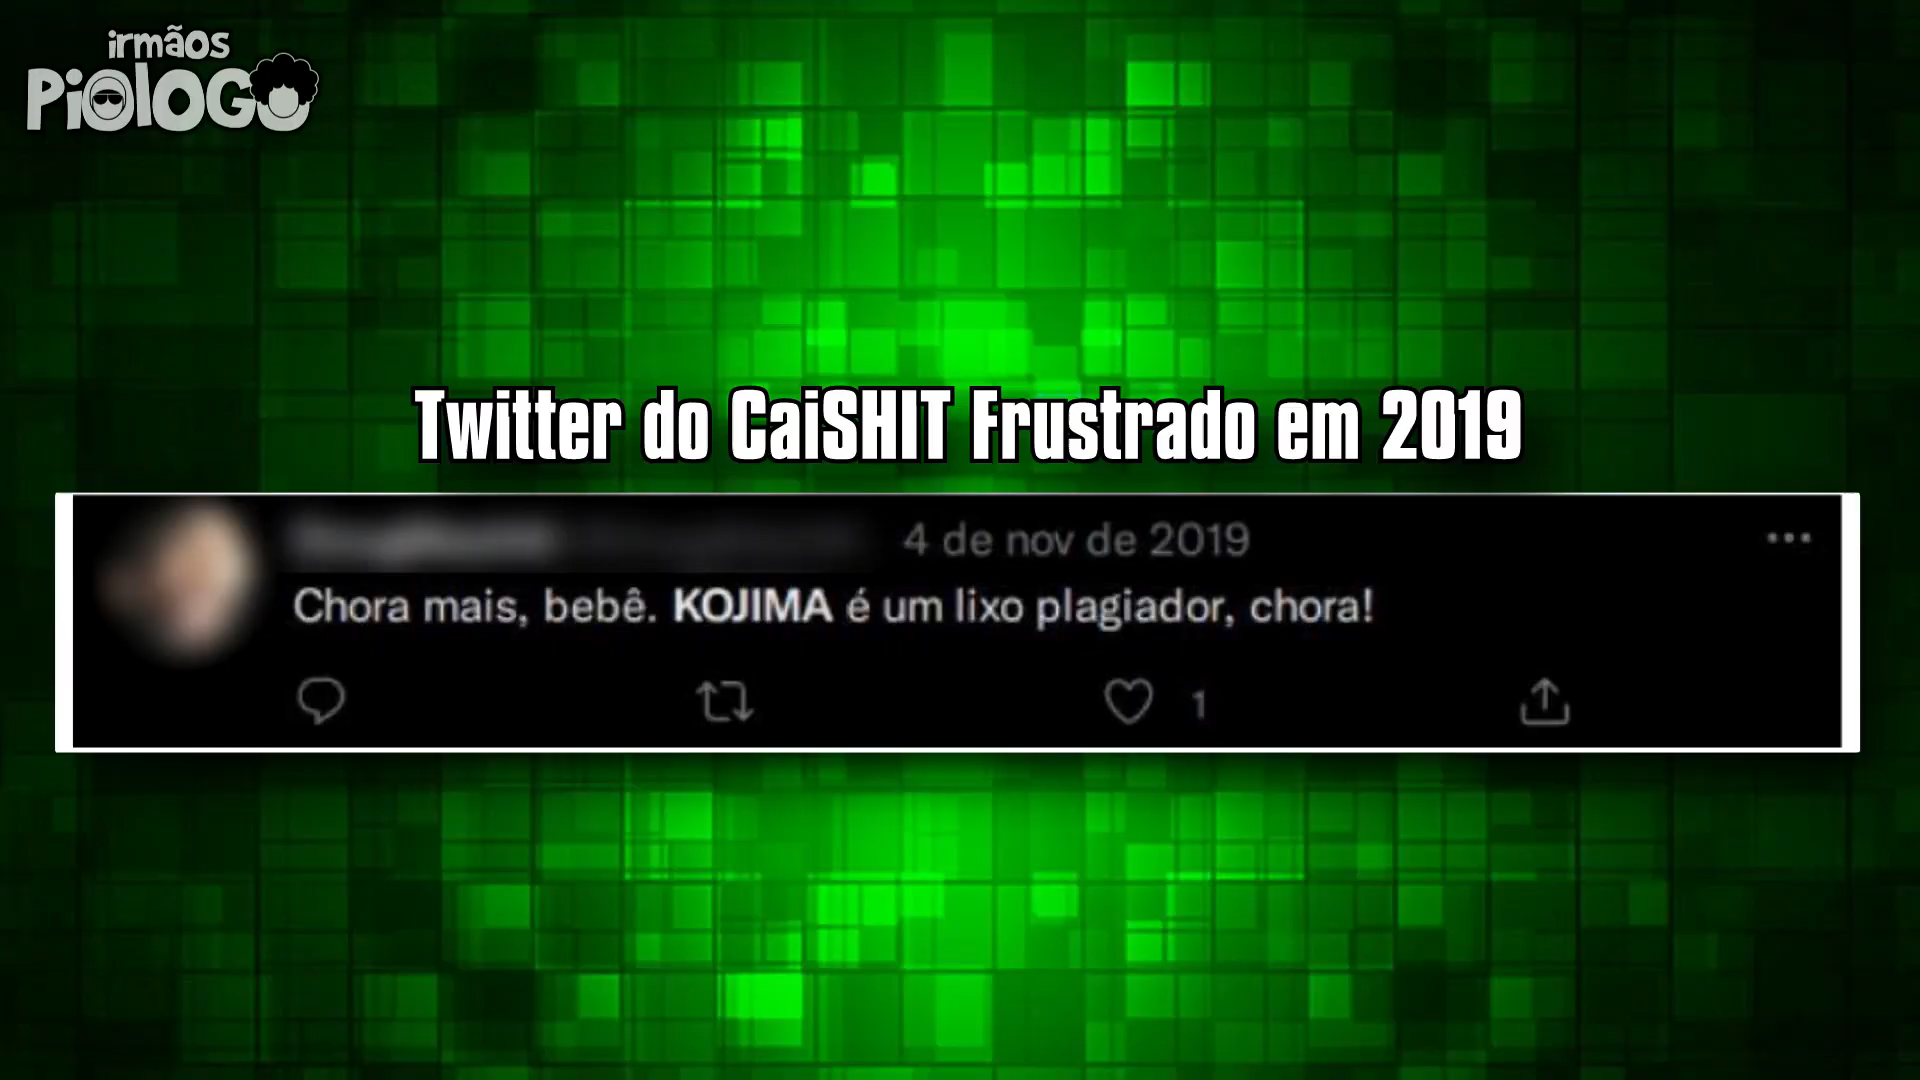 irmãos
PiOlOGO
Twitter do CaiSHIT Frustrado em 2019
4 de nov de 2019
Chora mais, bebê. KOJIMA é um lixo plagiador, chora!
1